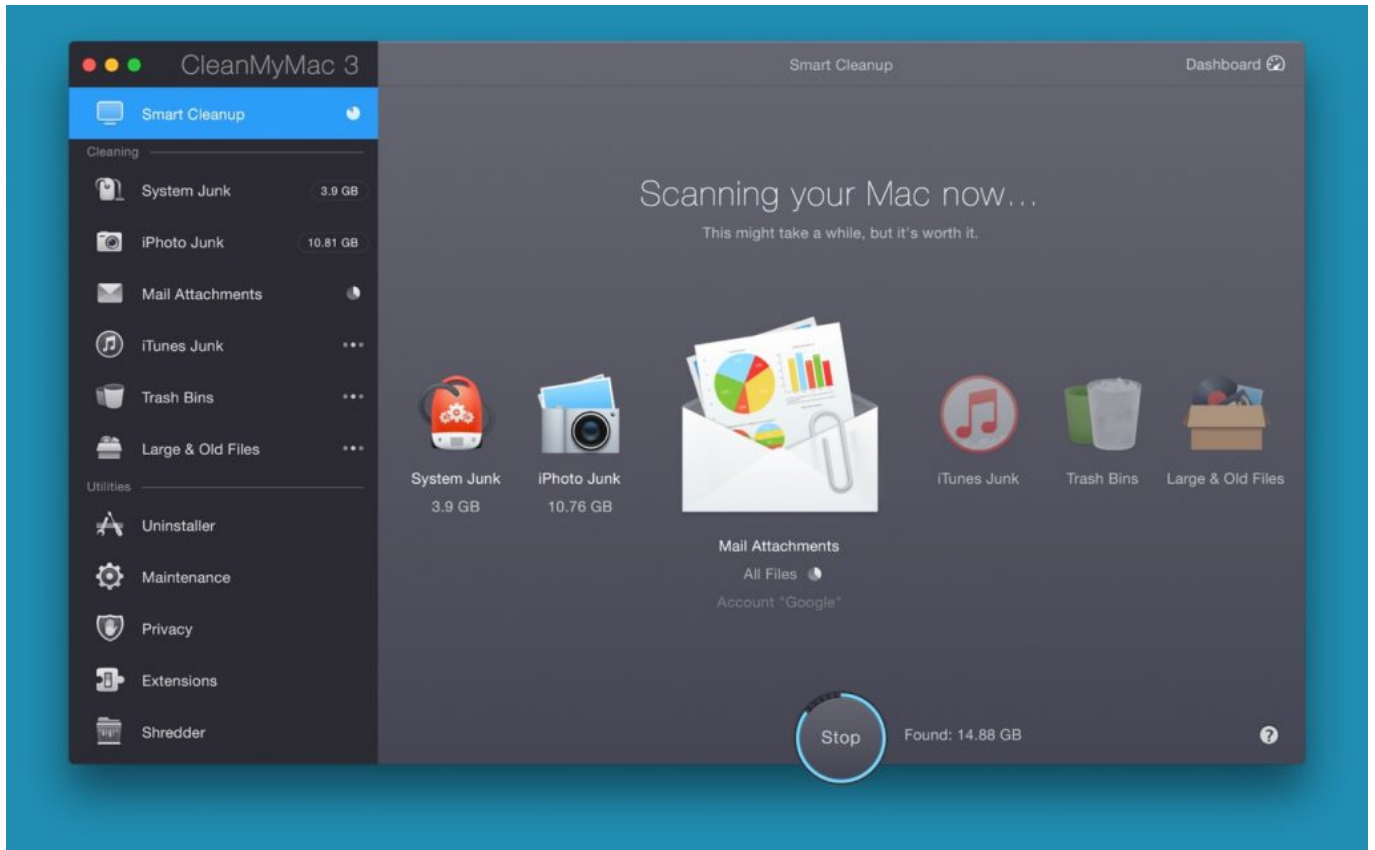 CleanMyMac 3
Smart Cleanup
Dashboard
Smart Cleanup
Cleaning
System Junk 3.9 GB
iPhoto Junk 10.81 GB
Mail Attachments
iTunes Junk
Trash Bins
Large & Old Files
Utilities
Uninstaller
Maintenance
Privacy
Extensions
Shredder
Scanning your Mac now...
This might take a while, but it's worth it.
System Junk
3.9 GB
iPhoto Junk
10.76 GB
Mail Attachments
All Files
Account "Google"
iTunes Junk
Trash Bins
Large & Old Files
Stop
Found: 14.88 GB
?